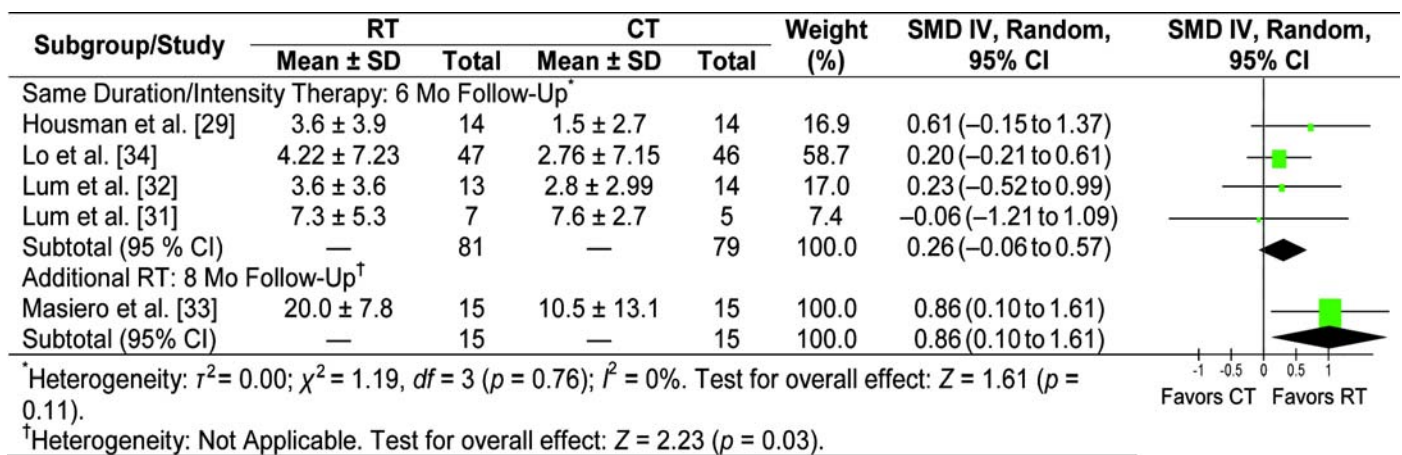 Subgroup/Study RT CT Weight (%) SMD IV, Random, 95% CI SMD IV, Random, 95% CI
Mean ± SD Total Mean ± SD Total
Same Duration/Intensity Therapy: 6 Mo Follow-Up*
Housman et al. [29] 3.6 ± 3.9 14 1.5 ± 2.7 14 16.9 0.61 (–0.15 to 1.37)
Lo et al. [34] 4.22 ± 7.23 47 2.76 ± 7.15 46 58.7 0.20 (–0.21 to 0.61)
Lum et al. [32] 3.6 ± 3.6 13 2.8 ± 2.99 14 17.0 0.23 (–0.52 to 0.99)
Lum et al. [31] 7.3 ± 5.3 7 7.6 ± 2.7 5 7.4 –0.06 (–1.21 to 1.09)
Subtotal (95 % CI) — 81 — 79 100.0 0.26 (–0.06 to 0.57)
Additional RT: 8 Mo Follow-Up†
Masiero et al. [33] 20.0 ± 7.8 15 10.5 ± 13.1 15 100.0 0.86 (0.10 to 1.61)
Subtotal (95% CI) — 15 — 15 100.0 0.86 (0.10 to 1.61)
-1 -0.5 0 0.5 1
Favors CT Favors RT
*Heterogeneity: τ² = 0.00; χ² = 1.19, df = 3 (p = 0.76); I² = 0%. Test for overall effect: Z = 1.61 (p =
0.11).
†Heterogeneity: Not Applicable. Test for overall effect: Z = 2.23 (p = 0.03).